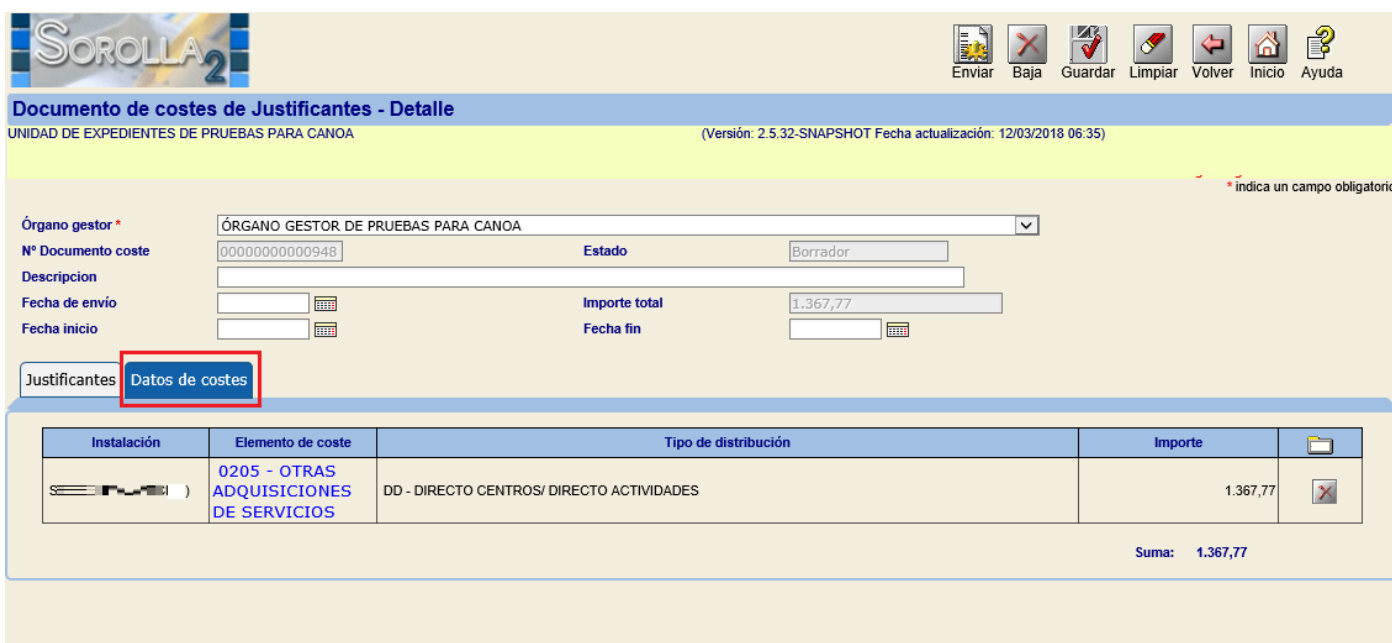 SOROLLA2
Enviar Baja Guardar Limpiar Volver Inicio Ayuda
Documento de costes de Justificantes - Detalle
UNIDAD DE EXPEDIENTES DE PRUEBAS PARA CANOA (Versión: 2.5.32-SNAPSHOT Fecha actualización: 12/03/2018 06:35)
* indica un campo obligatorio
Órgano gestor * ÓRGANO GESTOR DE PRUEBAS PARA CANOA
Nº Documento coste 00000000000948 Estado Borrador
Descripcion
Fecha de envío Importe total 1.367,77
Fecha inicio Fecha fin
Justificantes Datos de costes
Instalación Elemento de coste Tipo de distribución Importe
0205 - OTRAS
ADQUISICIONES DD - DIRECTO CENTROS/ DIRECTO ACTIVIDADES 1.367,77
DE SERVICIOS
Suma: 1.367,77